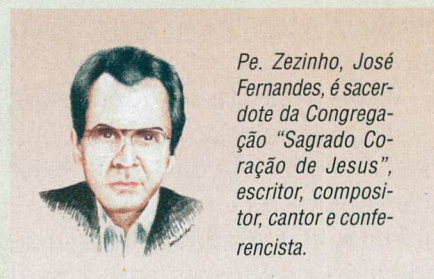 Pe. Zezinho, José
Fernandes, é sacer-
dote da Congrega-
ção “Sagrado Co-
ração de Jesus”,
escritor, composi-
tor, cantor e confe-
rencista.